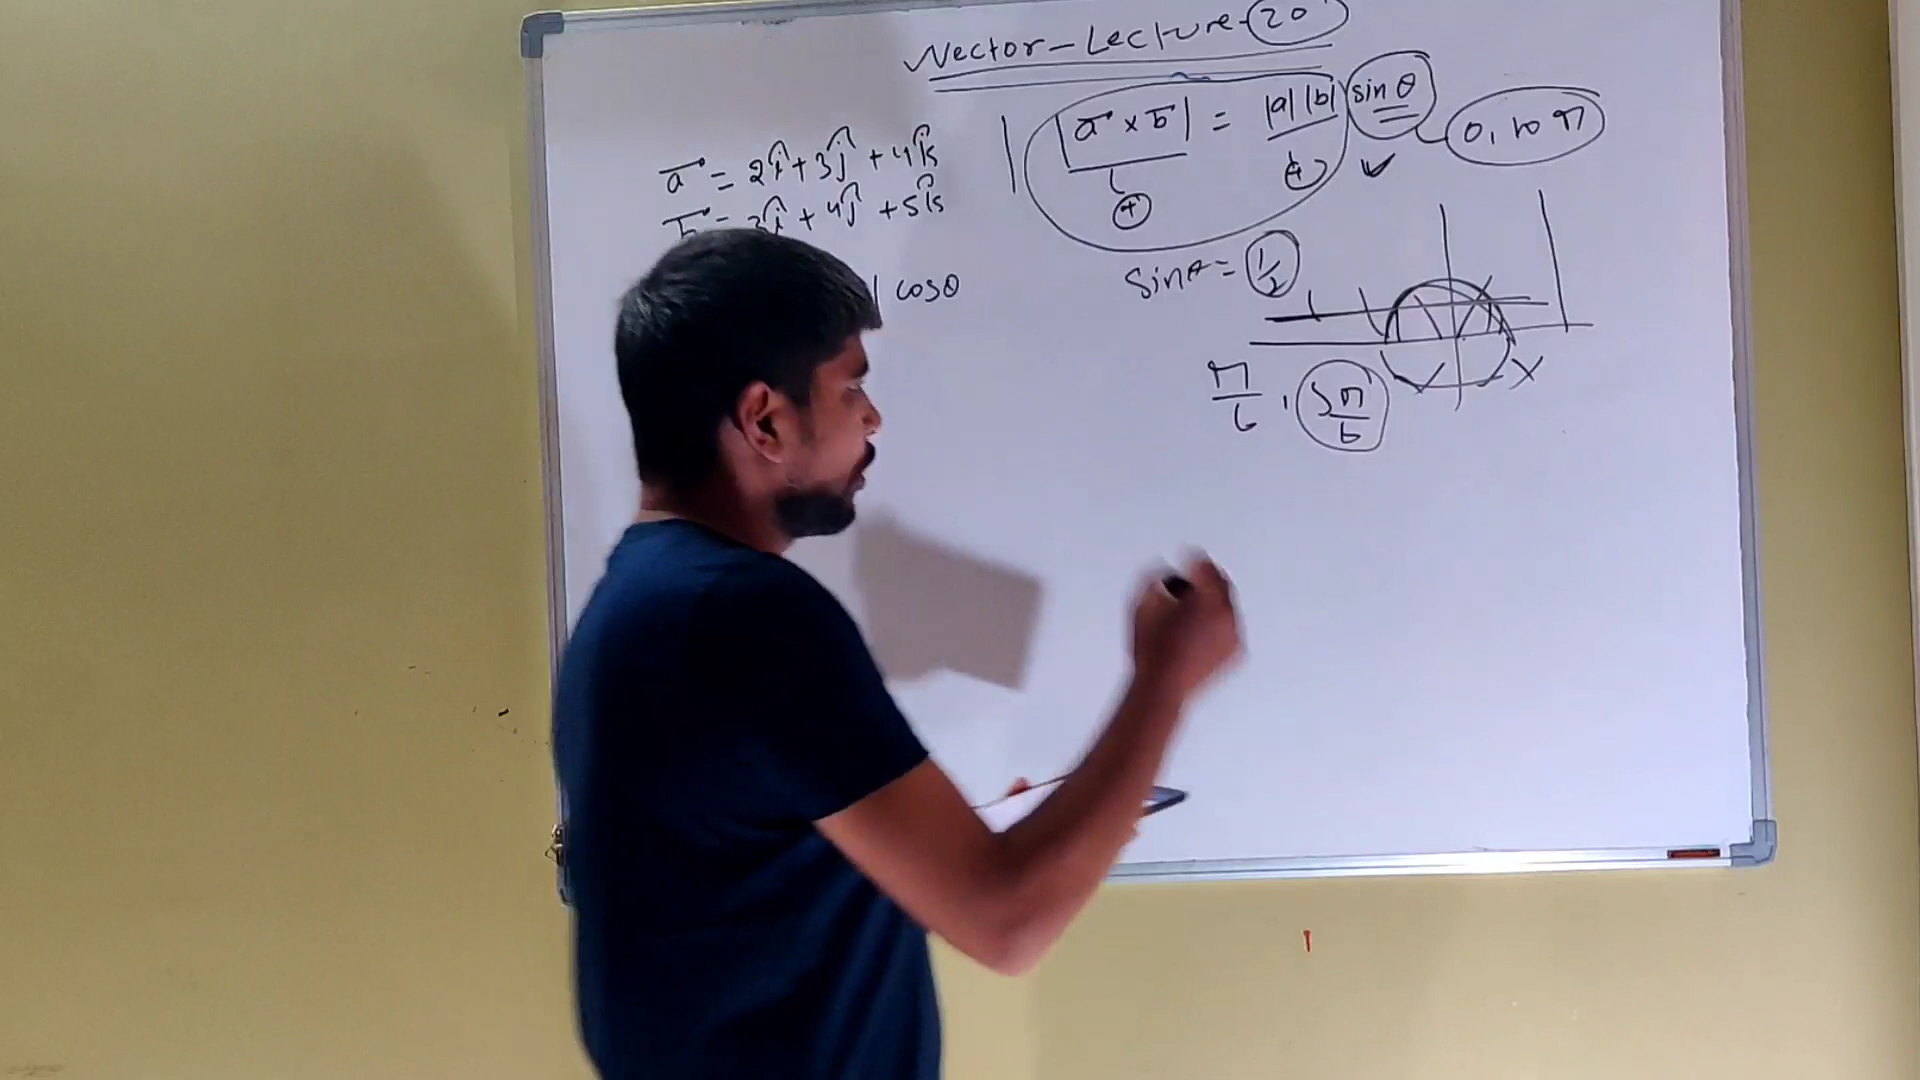 Vector-Lecture-20
|a⃗ × b⃗| = |a| |b| sin θ
0, to π
+ +
a⃗ = 2î + 3ĵ + 4k̂
b⃗ = 3î + 4ĵ + 5k̂
| cosθ
sinθ = 1/2
π/6, 5π/6